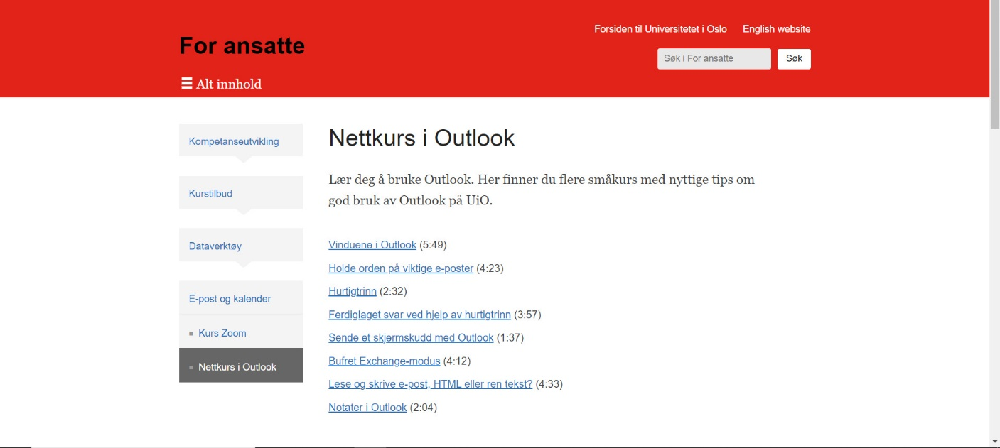 Forsiden til Universitetet i Oslo English website
For ansatte
Søk i For ansatte Søk
Alt innhold
Kompetanseutvikling
Kurstilbud
Dataverktøy
E-post og kalender
Kurs Zoom
Nettkurs i Outlook
Nettkurs i Outlook
Lær deg å bruke Outlook. Her finner du flere småkurs med nyttige tips om
god bruk av Outlook på UiO.
Vinduene i Outlook (5:49)
Holde orden på viktige e-poster (4:23)
Hurtigtrinn (2:32)
Ferdiglaget svar ved hjelp av hurtigtrinn (3:57)
Sende et skjermskudd med Outlook (1:37)
Bufret Exchange-modus (4:12)
Lese og skrive e-post, HTML eller ren tekst? (4:33)
Notater i Outlook (2:04)